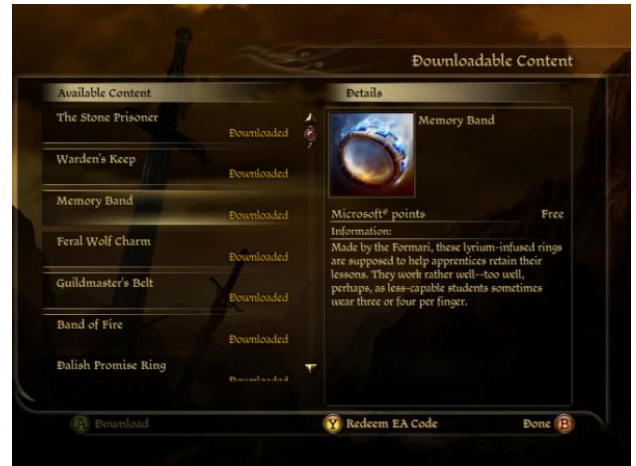 Downloadable Content
Available Content
The Stone Prisoner
Downloaded
Warden's Keep
Downloaded
Memory Band
Downloaded
Feral Wolf Charm
Downloaded
Guildmaster's Belt
Downloaded
Band of Fire
Downloaded
Dalish Promise Ring
Downloaded
Details
Memory Band
Microsoft® points Free
Information:
Made by the Formari, these lyrium-infused rings
are supposed to help apprentices retain their
lessons. They work rather well--too well,
perhaps, as less-capable students sometimes
wear three or four per finger.
A Download
Y Redeem EA Code
Done B